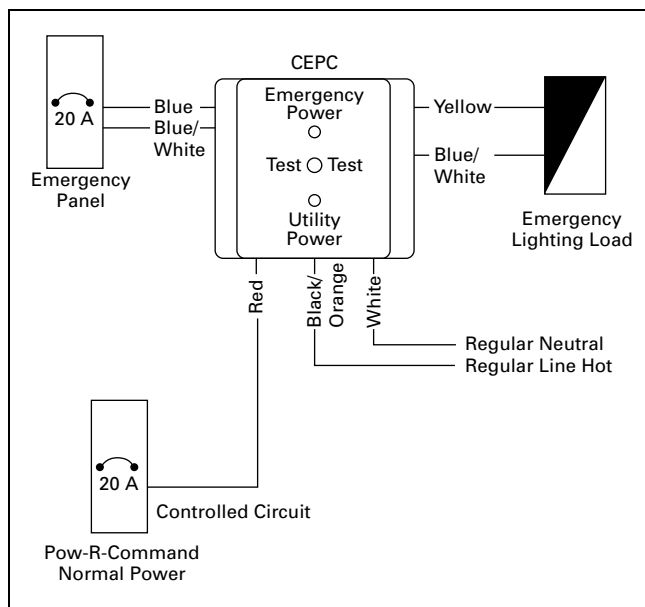 CEPC
20 A
Emergency
Panel
Blue
Blue/
White
Emergency
Power
Test Test
Utility
Power
Yellow
Blue/
White
Emergency
Lighting Load
Red
Black/
Orange
White
Regular Neutral
Regular Line Hot
20 A
Controlled Circuit
Pow-R-Command
Normal Power